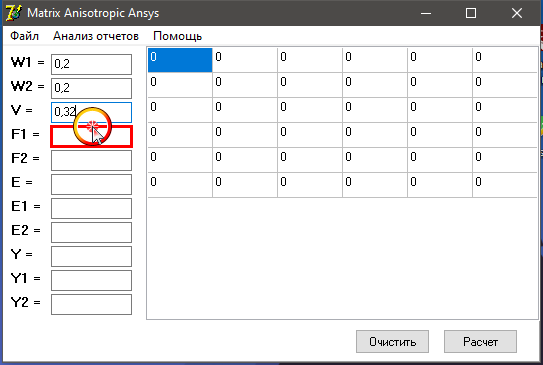 Matrix Anisotropic Ansys
Файл Анализ отчетов Помощь
W1 = 0,2
W2 = 0,2
V = 0,32
F1 =
F2 =
E =
E1 =
E2 =
Y =
Y1 =
Y2 =
0 0 0 0 0 0
0 0 0 0 0 0
0 0 0 0 0 0
0 0 0 0 0 0
0 0 0 0 0 0
0 0 0 0 0 0
Очистить Расчет